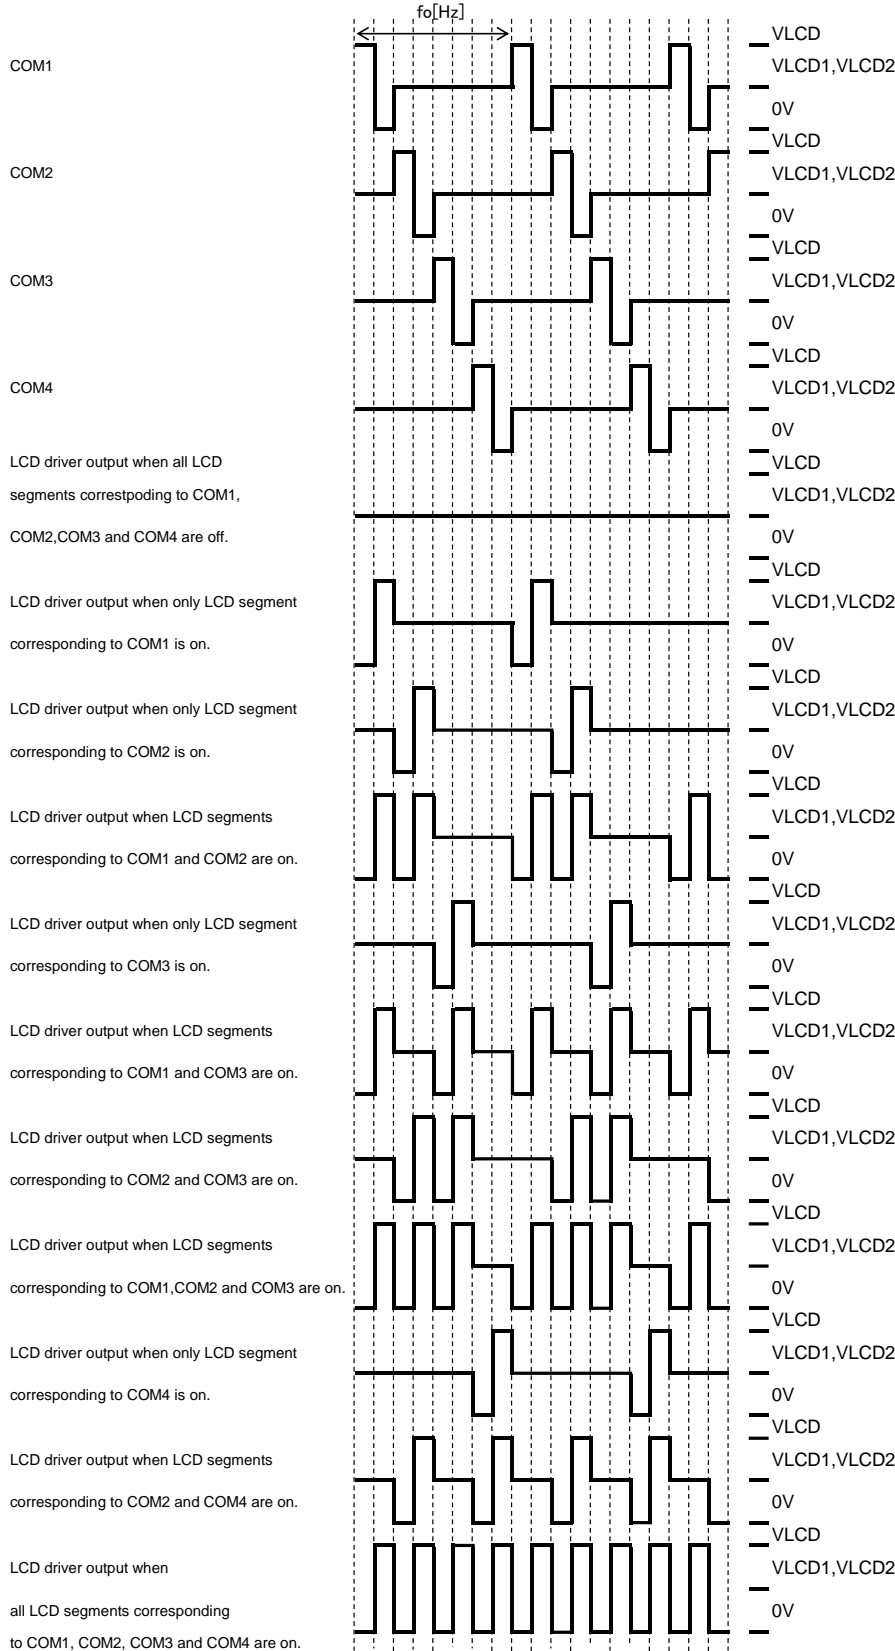 fo[Hz]
VLCD
COM1
VLCD1,VLCD2
0V
VLCD
COM2
VLCD1,VLCD2
0V
VLCD
COM3
VLCD1,VLCD2
0V
VLCD
COM4
VLCD1,VLCD2
0V
LCD driver output when all LCD
VLCD
segments correstpoding to COM1,
VLCD1,VLCD2
COM2,COM3 and COM4 are off.
0V
VLCD
LCD driver output when only LCD segment
VLCD1,VLCD2
corresponding to COM1 is on.
0V
VLCD
LCD driver output when only LCD segment
VLCD1,VLCD2
corresponding to COM2 is on.
0V
VLCD
LCD driver output when LCD segments
VLCD1,VLCD2
corresponding to COM1 and COM2 are on.
0V
VLCD
LCD driver output when only LCD segment
VLCD1,VLCD2
corresponding to COM3 is on.
0V
VLCD
LCD driver output when LCD segments
VLCD1,VLCD2
corresponding to COM1 and COM3 are on.
0V
VLCD
LCD driver output when LCD segments
VLCD1,VLCD2
corresponding to COM2 and COM3 are on.
0V
VLCD
LCD driver output when LCD segments
VLCD1,VLCD2
corresponding to COM1,COM2 and COM3 are on.
0V
VLCD
LCD driver output when only LCD segment
VLCD1,VLCD2
corresponding to COM4 is on.
0V
VLCD
LCD driver output when LCD segments
VLCD1,VLCD2
corresponding to COM2 and COM4 are on.
0V
VLCD
LCD driver output when
VLCD1,VLCD2
all LCD segments corresponding
0V
to COM1, COM2, COM3 and COM4 are on.